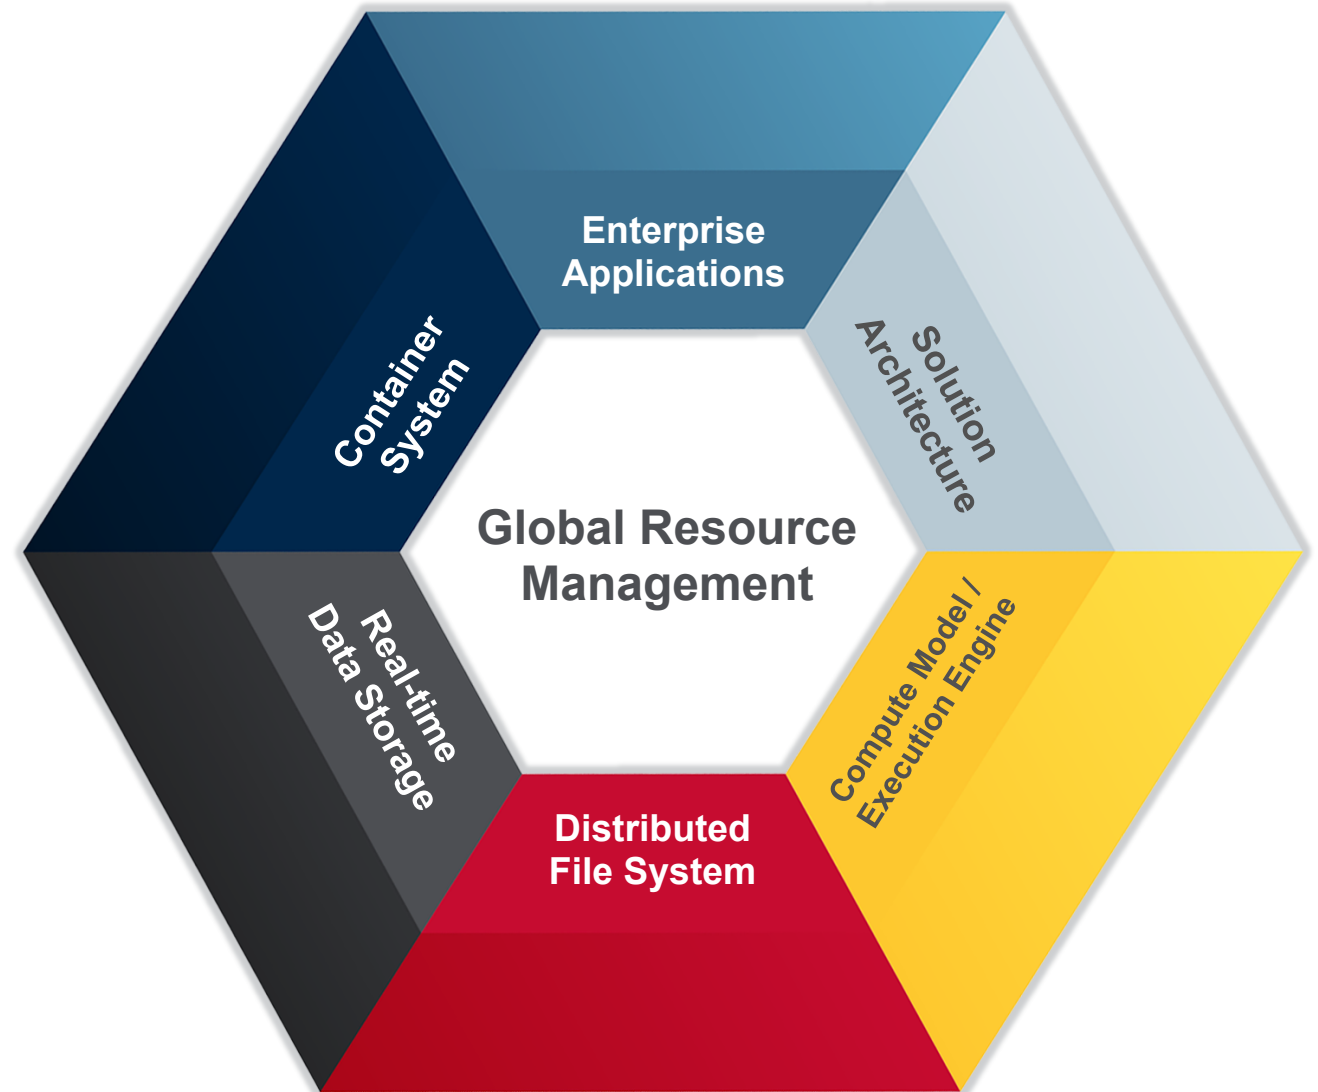 Enterprise
Applications
Solution
Architecture
Container
System
Global Resource
Management
Compute Model /
Execution Engine
Real-time
Data Storage
Distributed
File System